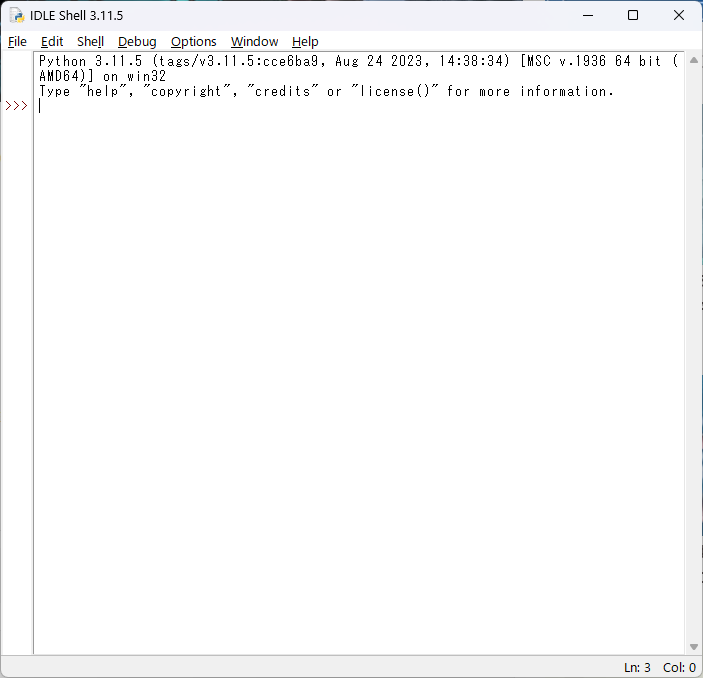 IDLE Shell 3.11.5
File Edit Shell Debug Options Window Help
Python 3.11.5 (tags/v3.11.5:cce6ba9, Aug 24 2023, 14:38:34) [MSC v.1936 64 bit (
AMD64)] on win32
Type "help", "copyright", "credits" or "license()" for more information.
>>>
Ln: 3 Col: 0